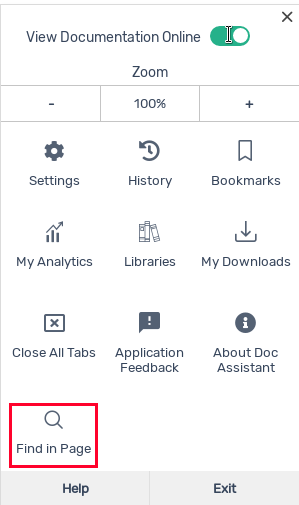 View Documentation Online
Zoom
- 100% +
Settings History Bookmarks
My Analytics Libraries My Downloads
Close All Tabs Application Feedback About Doc Assistant
Find in Page
Help Exit